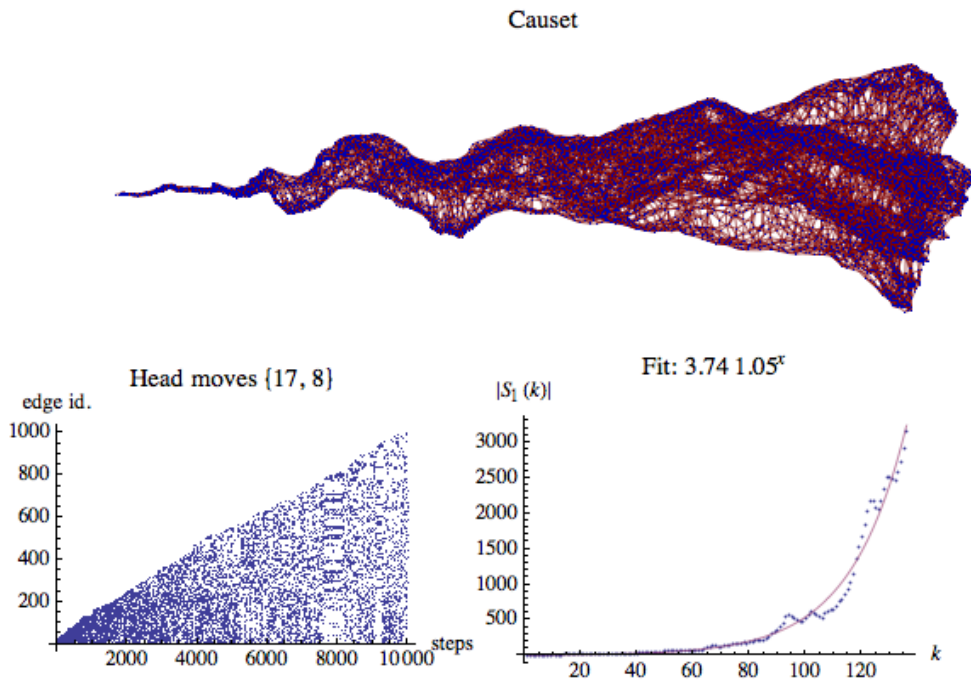 Causet
Head moves {17, 8}
edge id.
1000
800
600
400
200
2000 4000 6000 8000 10000 steps
Fit: 3.74 1.05^x
|S₁ (k)|
3000
2500
2000
1500
1000
500
20 40 60 80 100 120 k